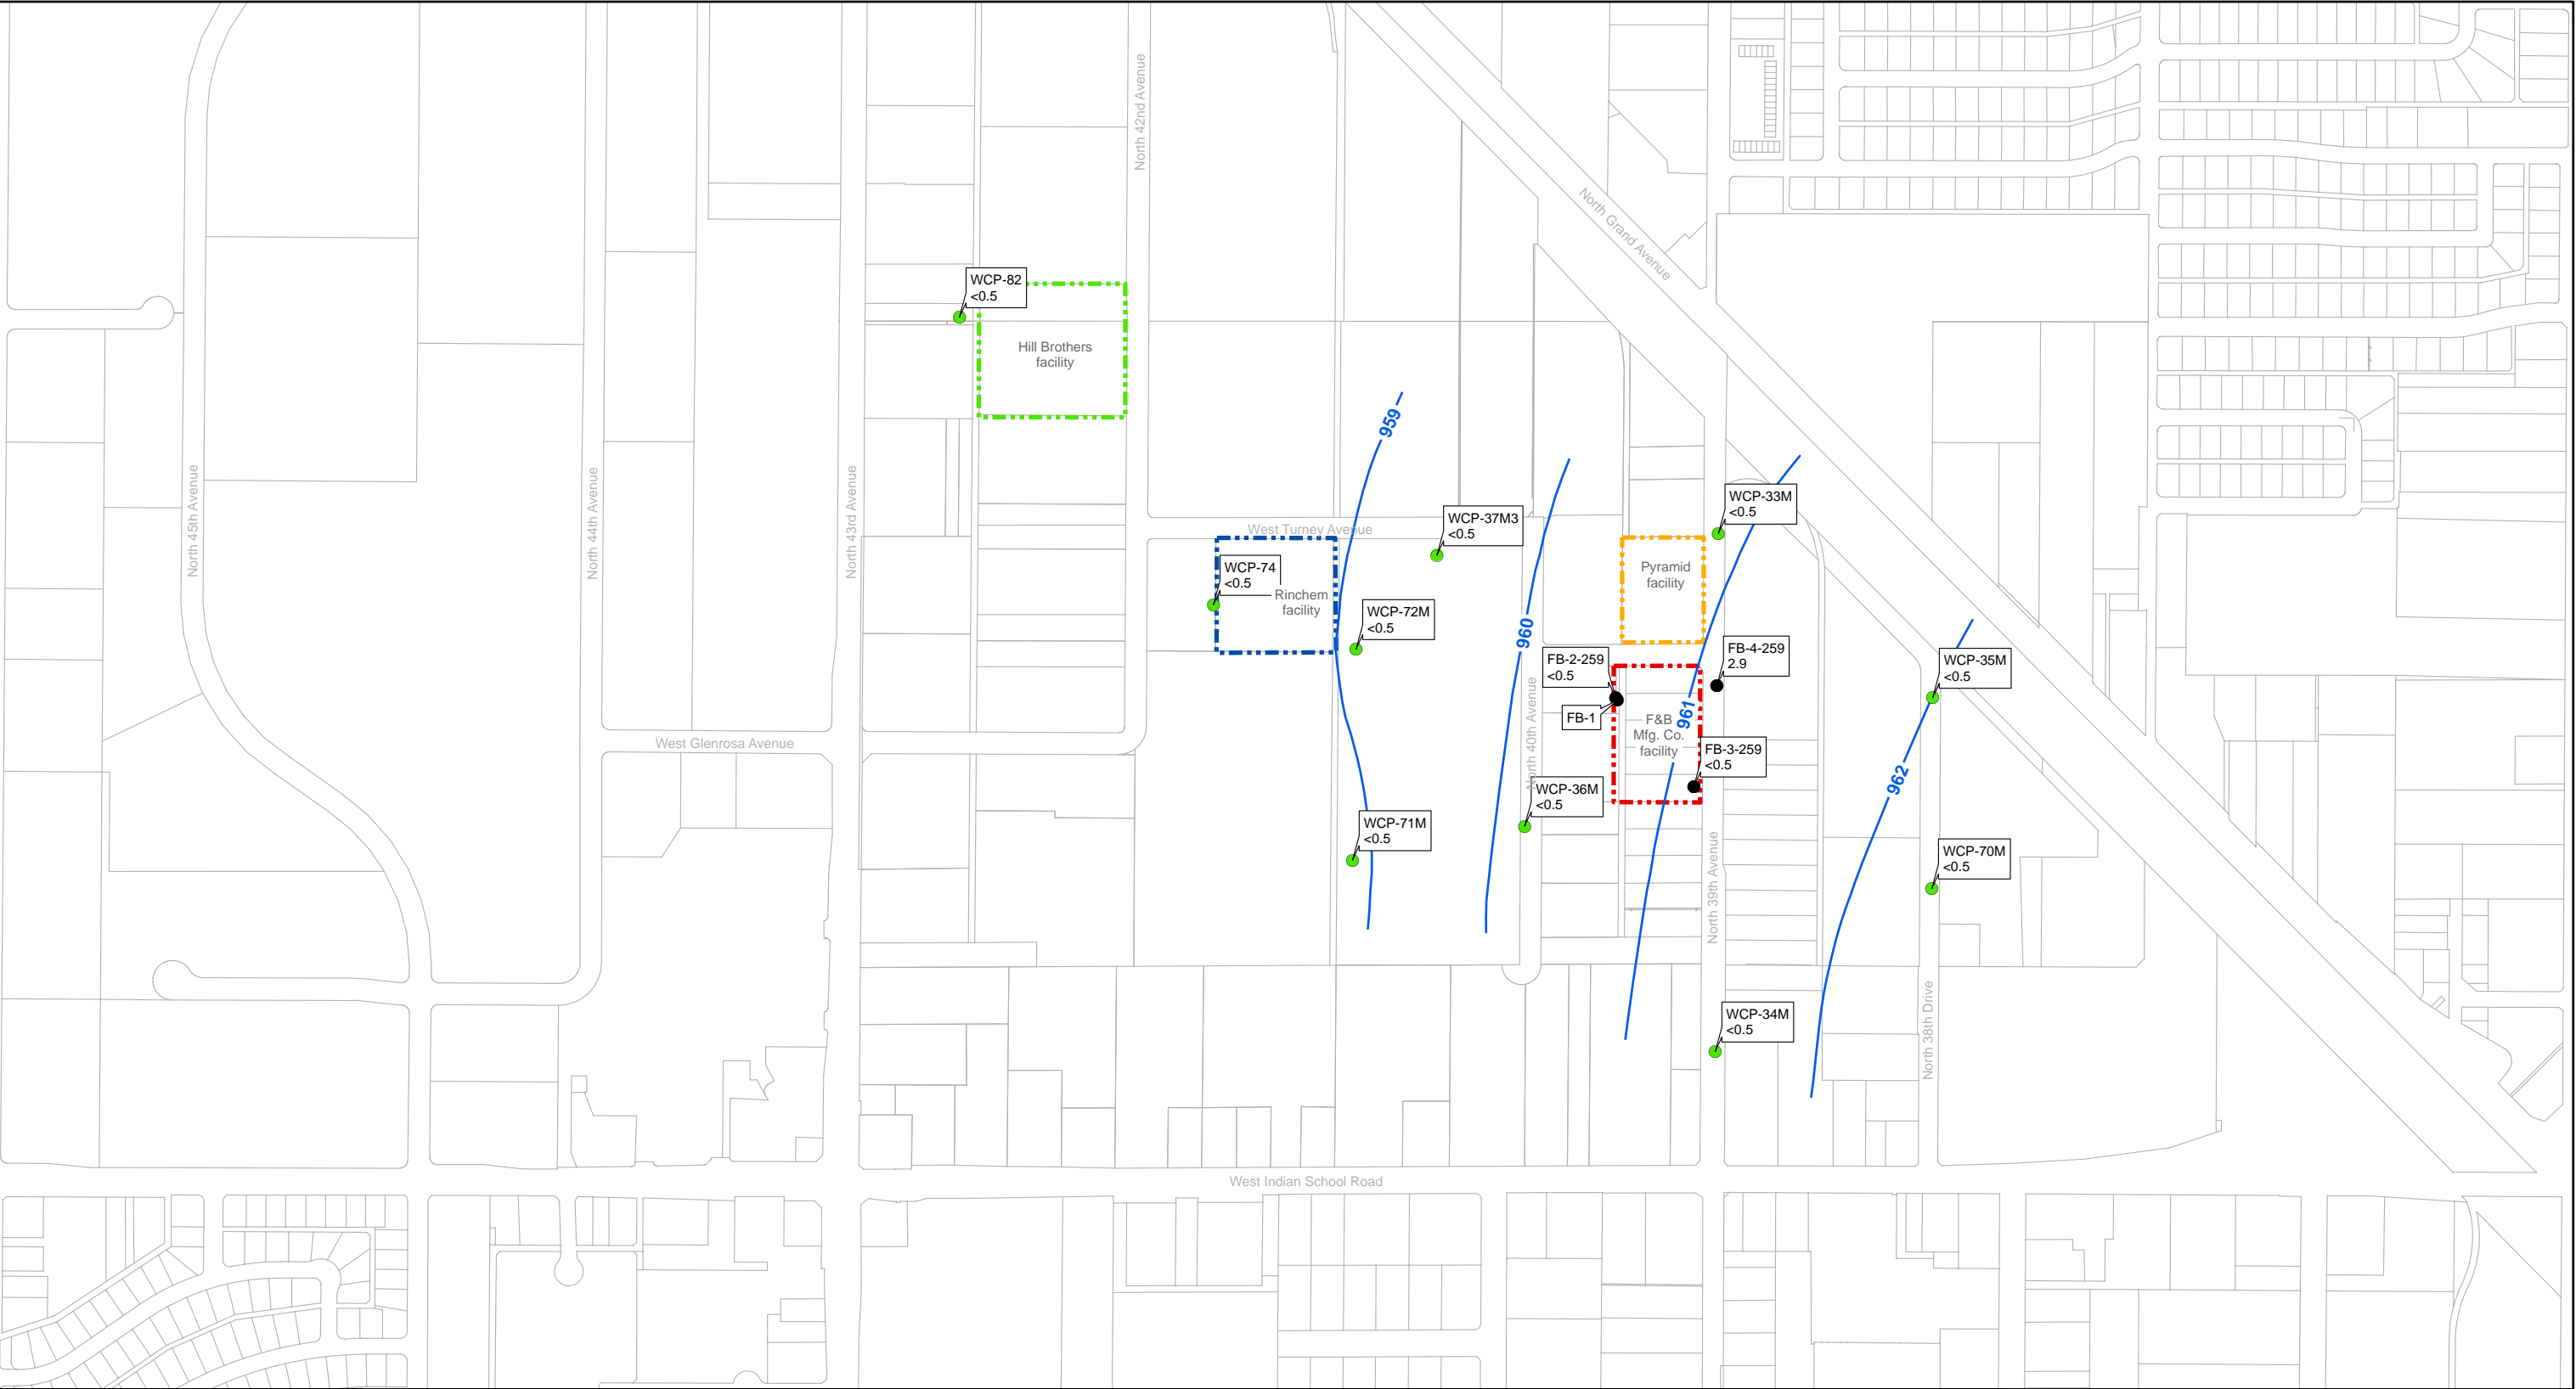 North 42nd Avenue
North Grand Avenue
WCP-82
<0.5
Hill Brothers
facility
959
North 45th Avenue
North 44th Avenue
North 43rd Avenue
WCP-33M
<0.5
WCP-37M3
<0.5
West Turney Avenue
WCP-74
<0.5
Rinchem
facility
Pyramid
facility
WCP-72M
<0.5
960
FB-2-259
<0.5
FB-4-259
2.9
WCP-35M
<0.5
FB-1
961
F&B
Mfg. Co.
facility
West Glenrosa Avenue
North 40th Avenue
FB-3-259
<0.5
962
WCP-36M
<0.5
WCP-71M
<0.5
WCP-70M
<0.5
North 39th Avenue
WCP-34M
<0.5
North 38th Drive
West Indian School Road